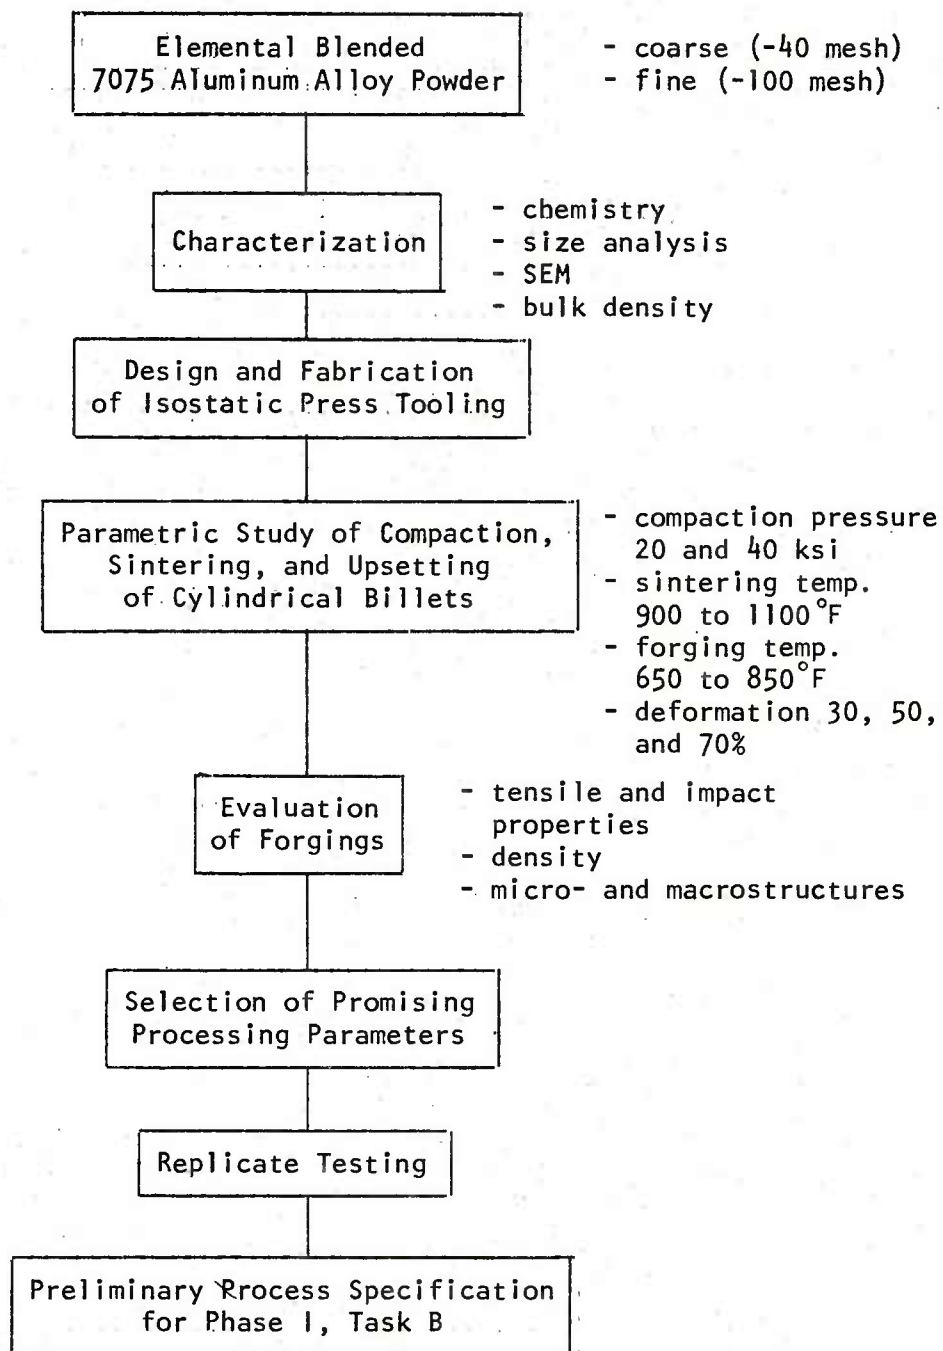 Elemental Blended
7075 Aluminum Alloy Powder
- coarse (-40 mesh)
- fine (-100 mesh)
Characterization
- chemistry
- size analysis
- SEM
- bulk density
Design and Fabrication
of Isostatic Press Tooling
Parametric Study of Compaction,
Sintering, and Upsetting
of Cylindrical Billets
- compaction pressure
20 and 40 ksi
- sintering temp.
900 to 1100°F
- forging temp.
650 to 850°F
- deformation 30, 50,
and 70%
Evaluation
of Forgings
- tensile and impact
properties
- density
- micro- and macrostructures
Selection of Promising
Processing Parameters
Replicate Testing
Preliminary Process Specification
for Phase I, Task B